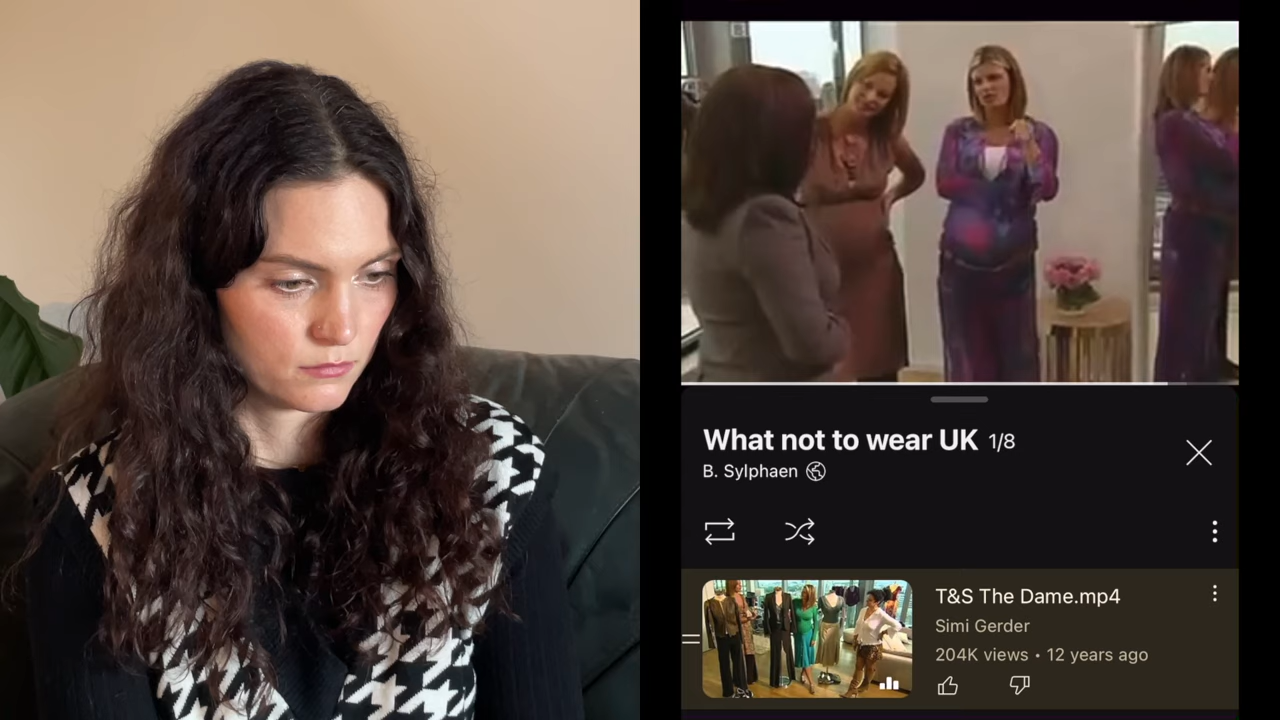 What not to wear UK 1/8
B. Sylphaen
T&S The Dame.mp4
Simi Gerder
204K views • 12 years ago